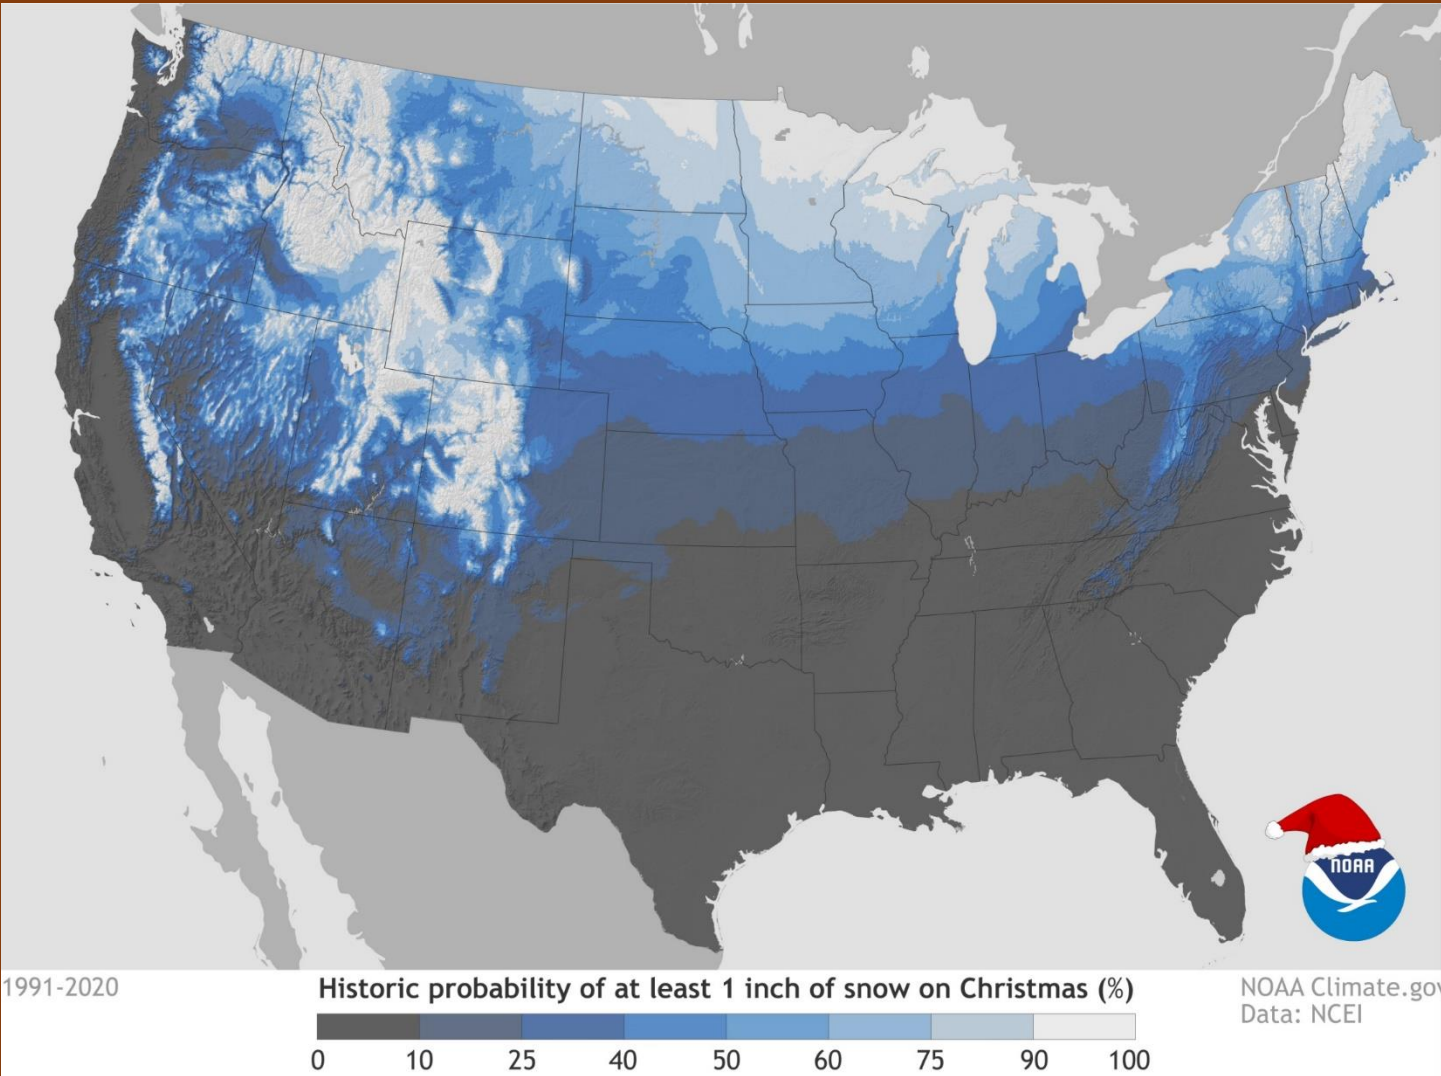 NOAA
1991-2020
Historic probability of at least 1 inch of snow on Christmas (%)
NOAA Climate.gov
Data: NCEI
0 10 25 40 50 60 75 90 100